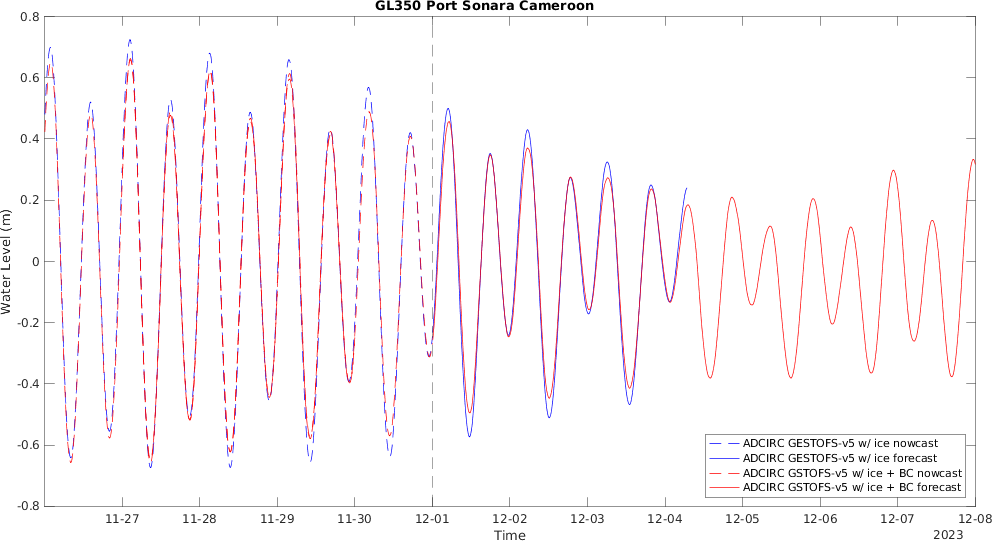 GL350 Port Sonara Cameroon
0.8
0.6
0.4
0.2
0
-0.2
-0.4
-0.6
-0.8
Water Level (m)
11-27 11-28 11-29 11-30 12-01 12-02 12-03 12-04 12-05 12-06 12-07 12-08
Time
2023
ADCIRC GESTOFS-v5 w/ ice nowcast
ADCIRC GESTOFS-v5 w/ ice forecast
ADCIRC GSTOFS-v5 w/ ice + BC nowcast
ADCIRC GSTOFS-v5 w/ ice + BC forecast